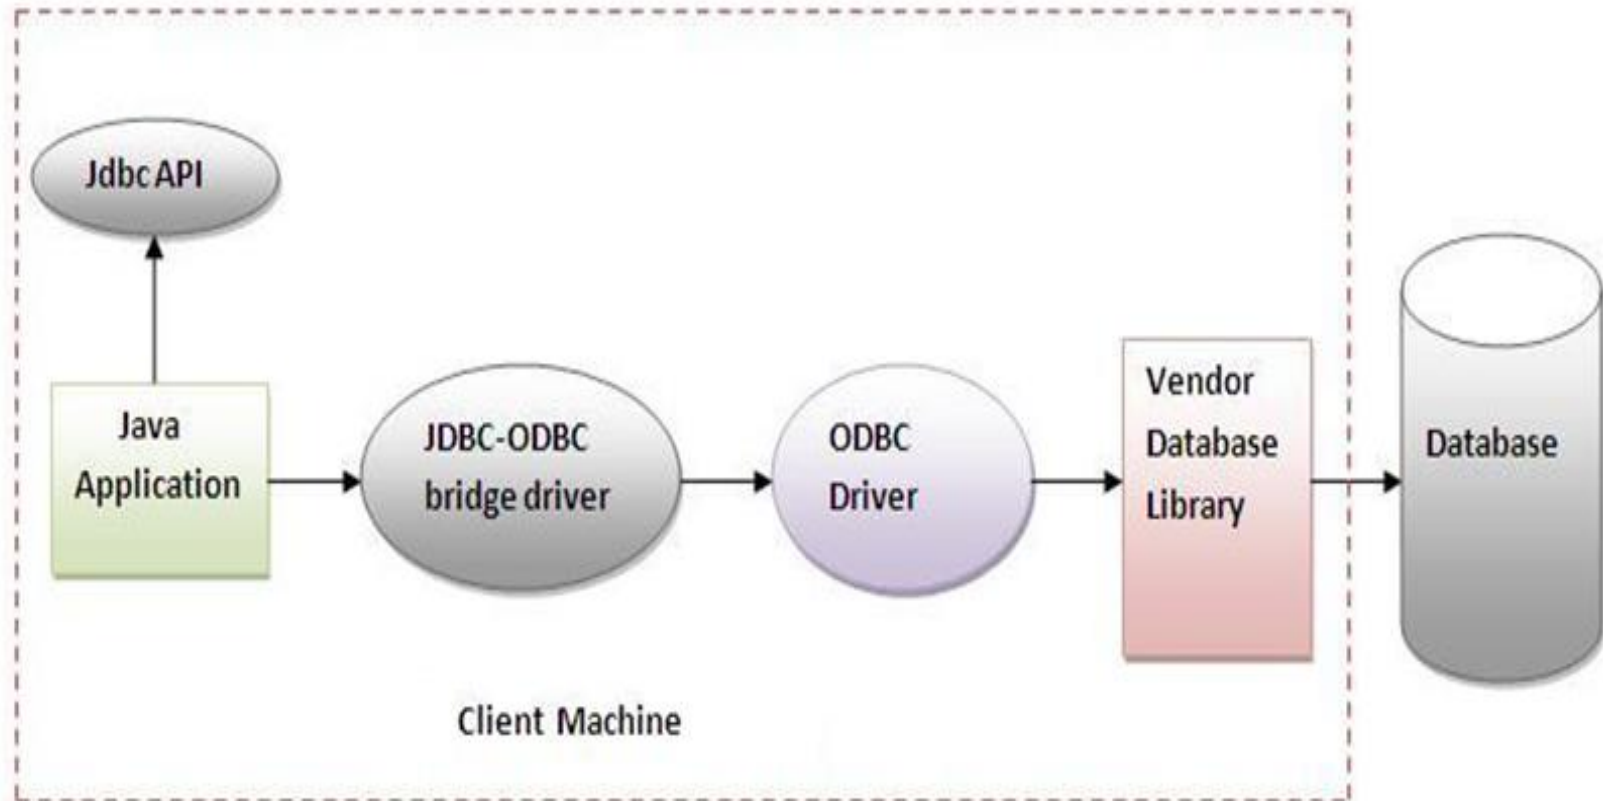 Jdbc API
Java
Application
JDBC-ODBC
bridge driver
ODBC
Driver
Vendor
Database
Library
Database
Client Machine